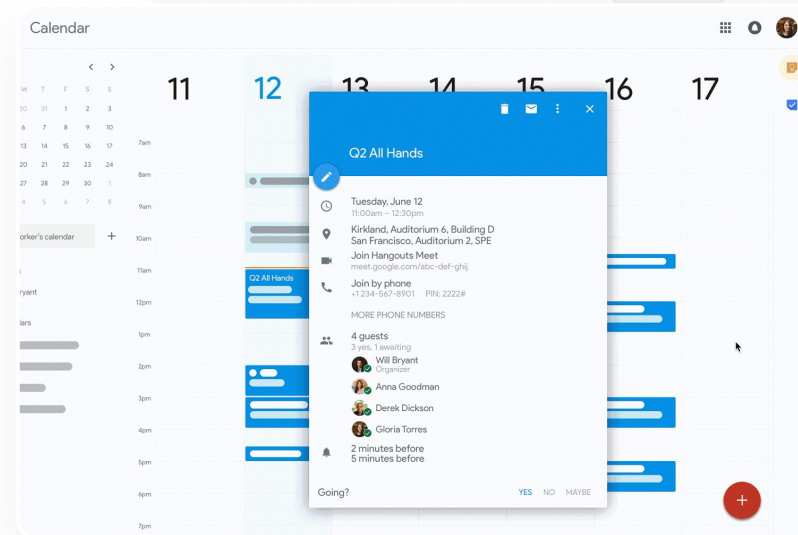 Calendar
W T F S S
30 31 1 2 3
6 7 8 9 10
13 14 15 16 17
20 21 22 23 24
27 28 29 30 1
4 5 6 7 8
orker's calendar
ryant
lars
11 12 13 14 15 16 17
7am
8am
9am
10am
11am
12pm
1pm
2pm
3pm
4pm
5pm
6pm
7pm
Q2 All Hands
Q2 All Hands
Tuesday, June 12
11:00am – 12:30pm
Kirkland, Auditorium 6, Building D
San Francisco, Auditorium 2, SPE
Join Hangouts Meet
meet.google.com/abc-def-ghij
Join by phone
+1 234-567-8901 PIN: 2222#
MORE PHONE NUMBERS
4 guests
3 yes, 1 awaiting
Will Bryant
Organizer
Anna Goodman
Derek Dickson
Gloria Torres
2 minutes before
5 minutes before
Going? YES NO MAYBE